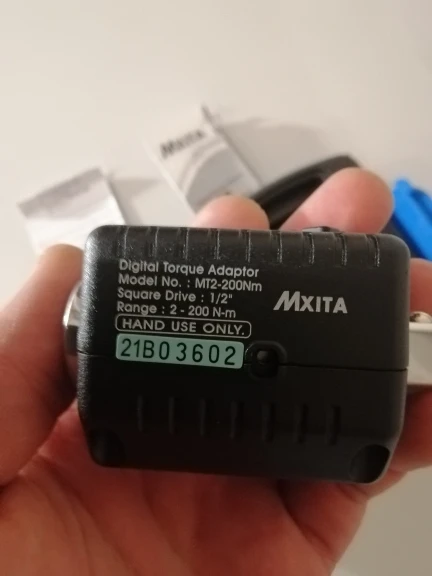 MXITA
Digital Torque Adaptor
Model No. : MT2-200Nm
Square Drive : 1/2"
Range : 2 - 200 N-m
HAND USE ONLY.
21B03602
MXITA